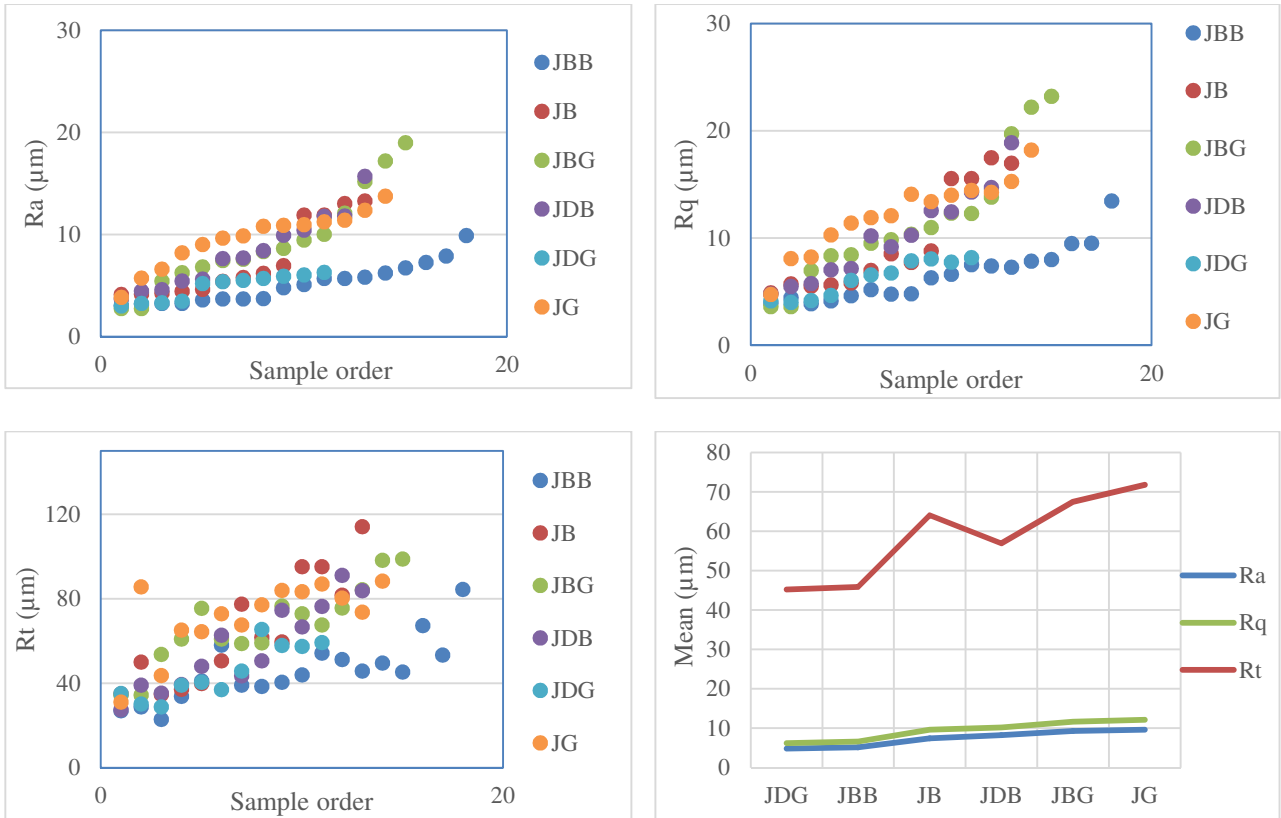 30
20
10
0
0
20
Ra (µm)
Sample order
JBB
JB
JBG
JDB
JDG
JG
30
20
10
0
0
20
Rq (µm)
Sample order
JBB
JB
JBG
JDB
JDG
JG
120
80
40
0
0
20
Rt (µm)
Sample order
JBB
JB
JBG
JDB
JDG
JG
80
70
60
50
40
30
20
10
0
Mean (µm)
JDG JBB JB JDB JBG JG
Ra
Rq
Rt